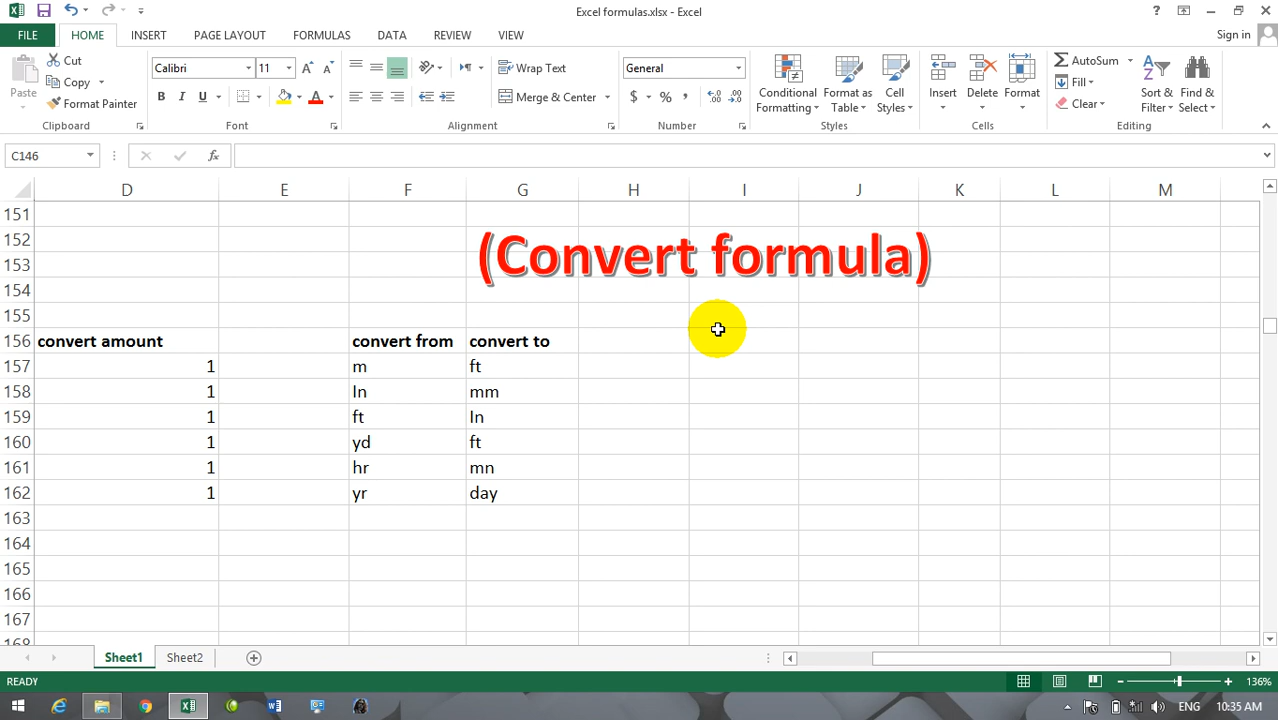 Excel formulas.xlsx - Excel
?
FILE HOME INSERT PAGE LAYOUT FORMULAS DATA REVIEW VIEW Sign in
Paste
Cut
Copy
Format Painter
Calibri 11
B I U A
Wrap Text
Merge & Center
General
$ % ,
Conditional Formatting
Format as Table
Cell Styles
Insert
Delete
Format
AutoSum
Fill
Clear
Sort & Filter
Find & Select
Clipboard Font Alignment Number Styles Cells Editing
C146 fx
D E F G H I J K L M
151
152
(Convert formula)
153
154
155
156 convert amount convert from convert to
157 1 m ft
158 1 ln mm
159 1 ft ln
160 1 yd ft
161 1 hr mn
162 1 yr day
163
164
165
166
167
168
Sheet1 Sheet2
READY 136%
ENG 10:35 AM